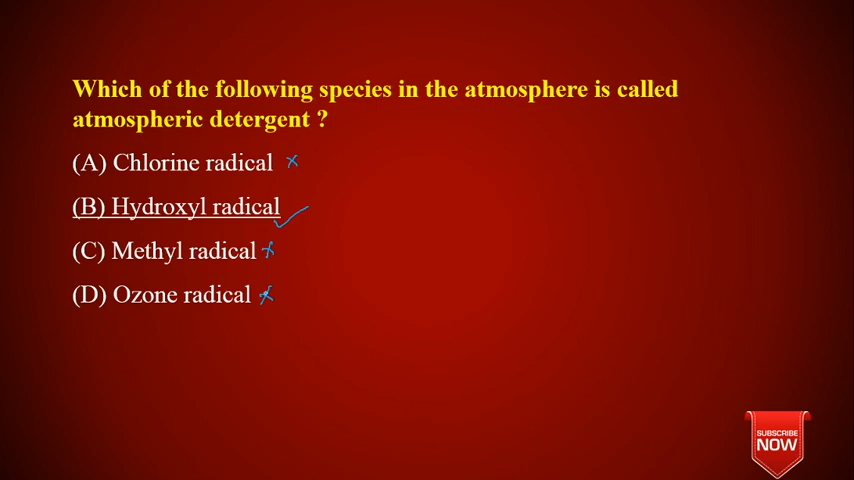 Which of the following species in the atmosphere is called
atmospheric detergent ?
(A) Chlorine radical
(B) Hydroxyl radical
(C) Methyl radical
(D) Ozone radical
SUBSCRIBE
NOW